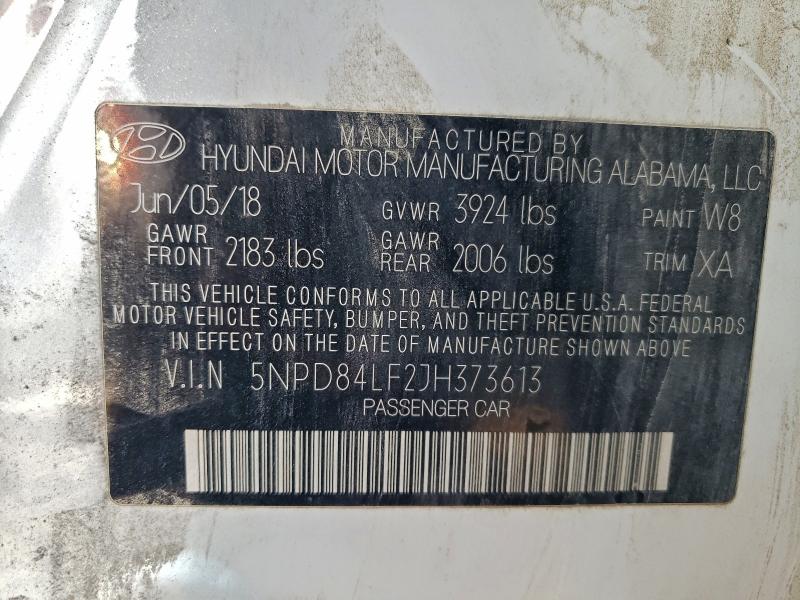 MANUFACTURED BY
HYUNDAI MOTOR MANUFACTURING ALABAMA, LLC
Jun/05/18 GVWR 3924 lbs PAINT W8
GAWR FRONT 2183 lbs GAWR REAR 2006 lbs TRIM XA
THIS VEHICLE CONFORMS TO ALL APPLICABLE U.S.A. FEDERAL
MOTOR VEHICLE SAFETY, BUMPER, AND THEFT PREVENTION STANDARDS
IN EFFECT ON THE DATE OF MANUFACTURE SHOWN ABOVE
V.I.N 5NPD84LF2JH373613
PASSENGER CAR